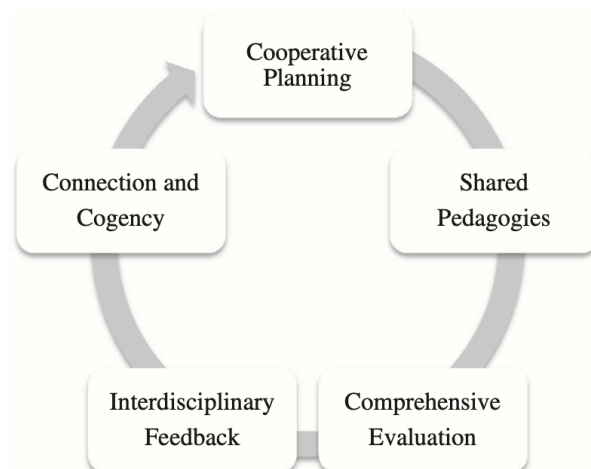 Cooperative
Planning
Shared
Pedagogies
Comprehensive
Evaluation
Interdisciplinary
Feedback
Connection and
Cogency